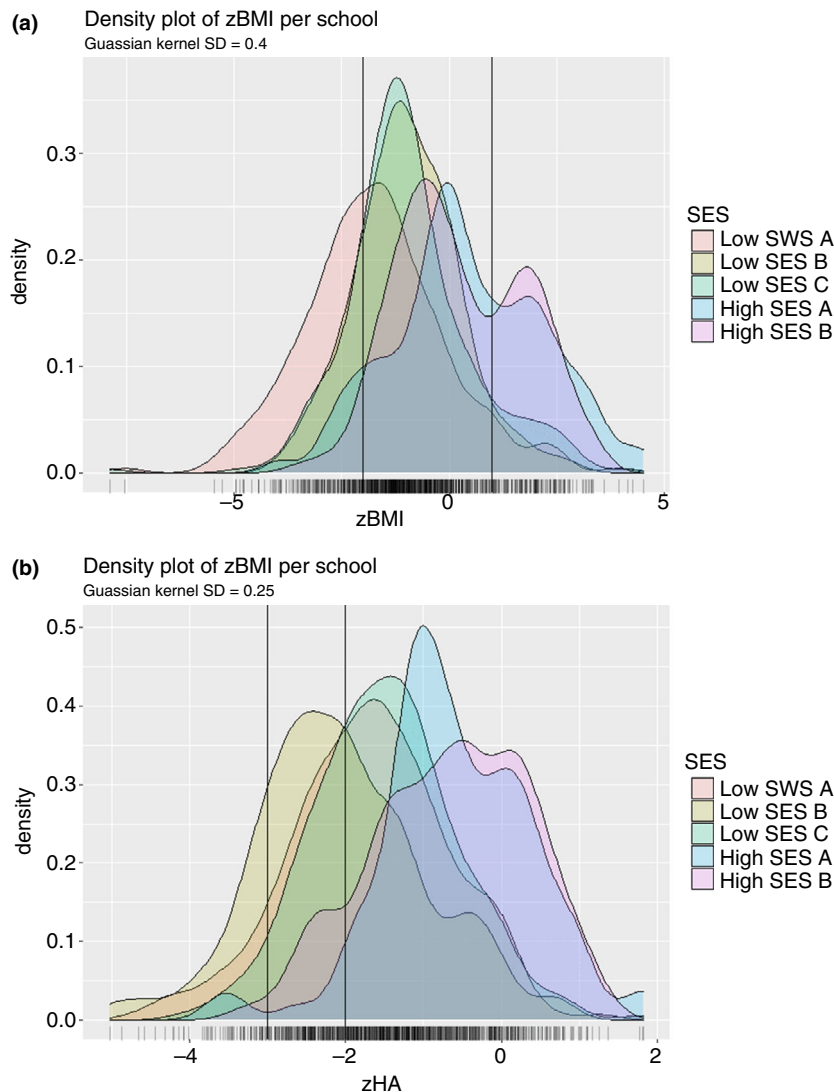 (a)
Density plot of zBMI per school
Guassian kernel SD = 0.4
density
0.3
0.2
0.1
0.0
–5
0
5
zBMI
SES
Low SWS A
Low SES B
Low SES C
High SES A
High SES B
(b)
Density plot of zBMI per school
Guassian kernel SD = 0.25
density
0.5
0.4
0.3
0.2
0.1
0.0
–4
–2
0
2
zHA
SES
Low SWS A
Low SES B
Low SES C
High SES A
High SES B